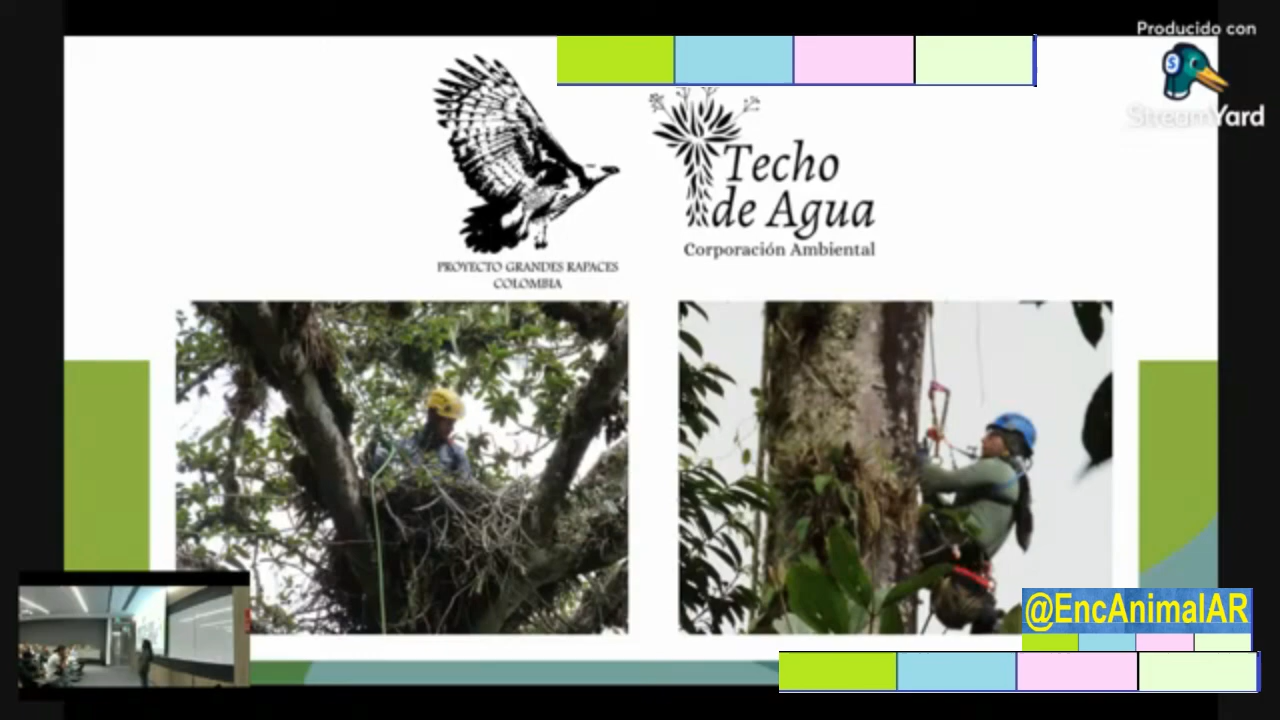 Producido con
StreamYard
Techo
de Agua
Corporación Ambiental
PROYECTO GRANDES RAPACES
COLOMBIA
@EncAnimalAR